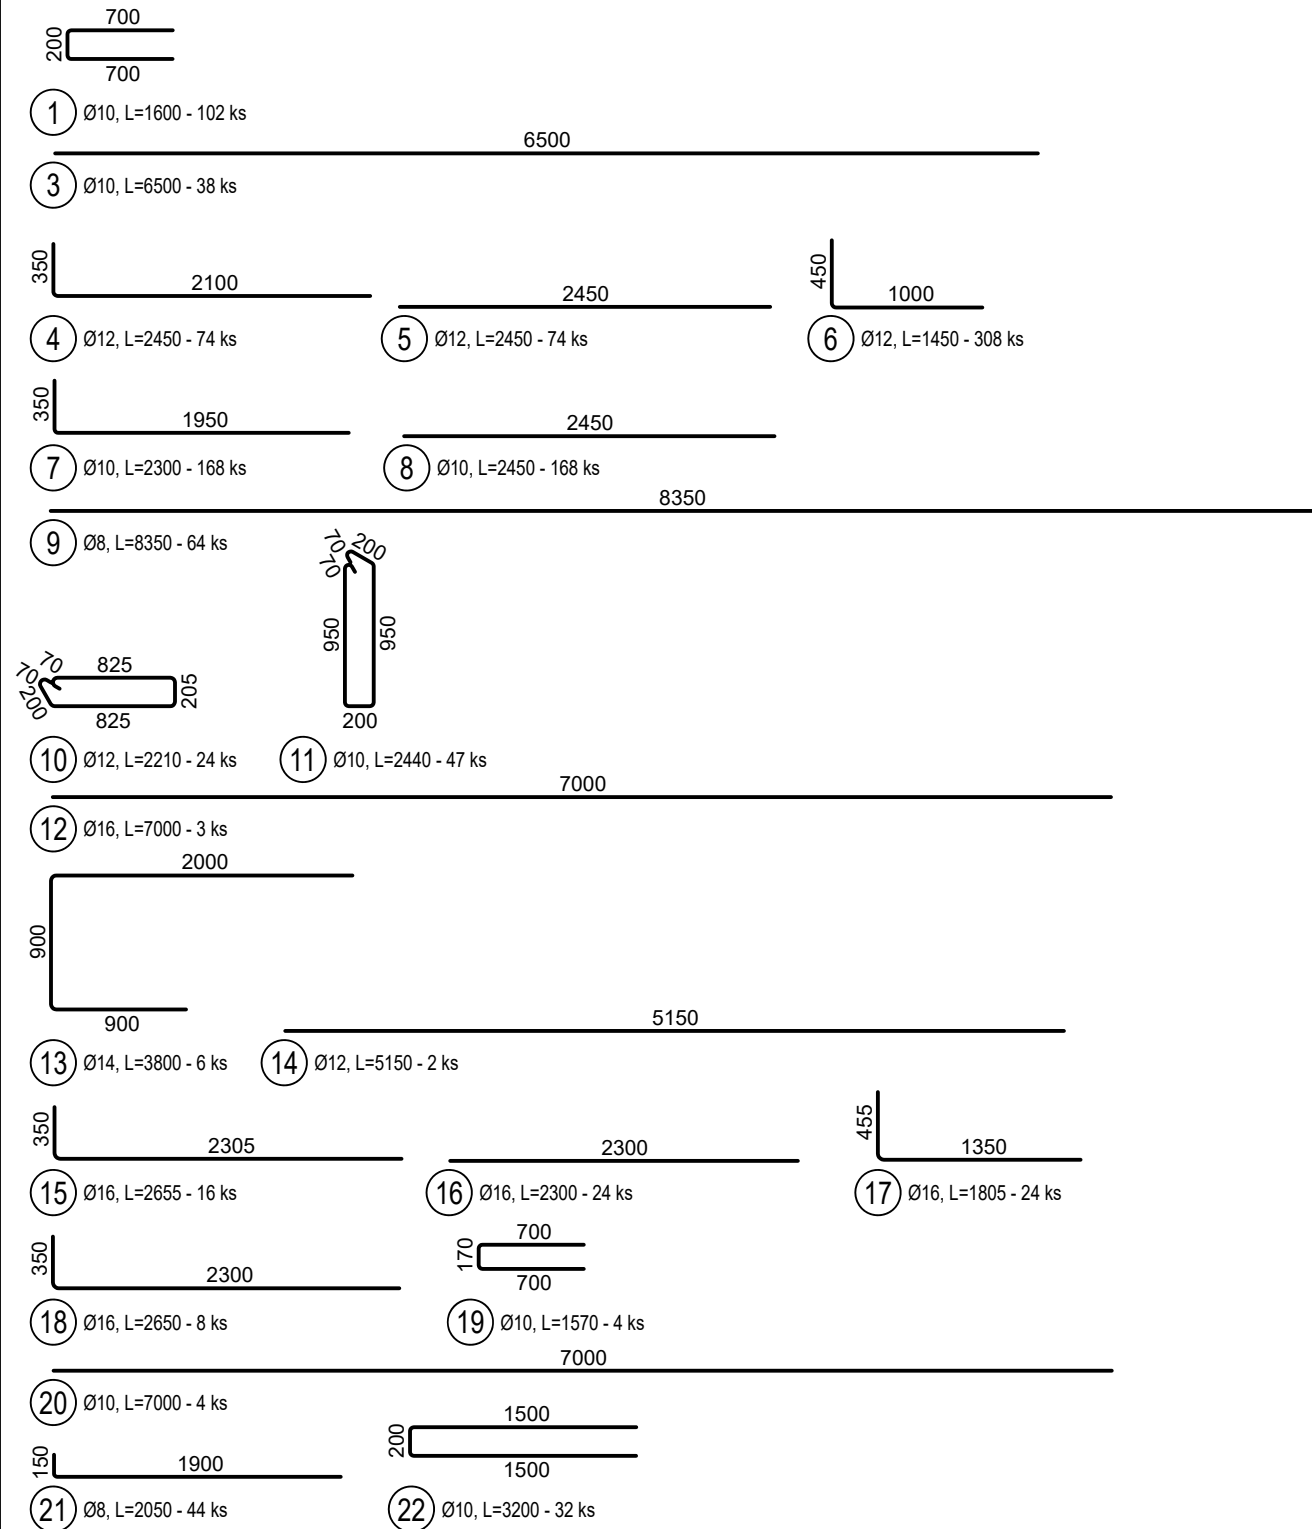 700
200
700
1 Ø10, L=1600 - 102 ks
6500
3 Ø10, L=6500 - 38 ks
350
2100
4 Ø12, L=2450 - 74 ks
2450
5 Ø12, L=2450 - 74 ks
450
1000
6 Ø12, L=1450 - 308 ks
350
1950
7 Ø10, L=2300 - 168 ks
2450
8 Ø10, L=2450 - 168 ks
8350
9 Ø8, L=8350 - 64 ks
70
70
825
200
205
825
10 Ø12, L=2210 - 24 ks
70
200
70
950
950
200
11 Ø10, L=2440 - 47 ks
7000
12 Ø16, L=7000 - 3 ks
2000
900
900
13 Ø14, L=3800 - 6 ks
5150
14 Ø12, L=5150 - 2 ks
350
2305
15 Ø16, L=2655 - 16 ks
2300
16 Ø16, L=2300 - 24 ks
455
1350
17 Ø16, L=1805 - 24 ks
350
2300
18 Ø16, L=2650 - 8 ks
700
170
700
19 Ø10, L=1570 - 4 ks
7000
20 Ø10, L=7000 - 4 ks
150
1900
21 Ø8, L=2050 - 44 ks
1500
200
1500
22 Ø10, L=3200 - 32 ks